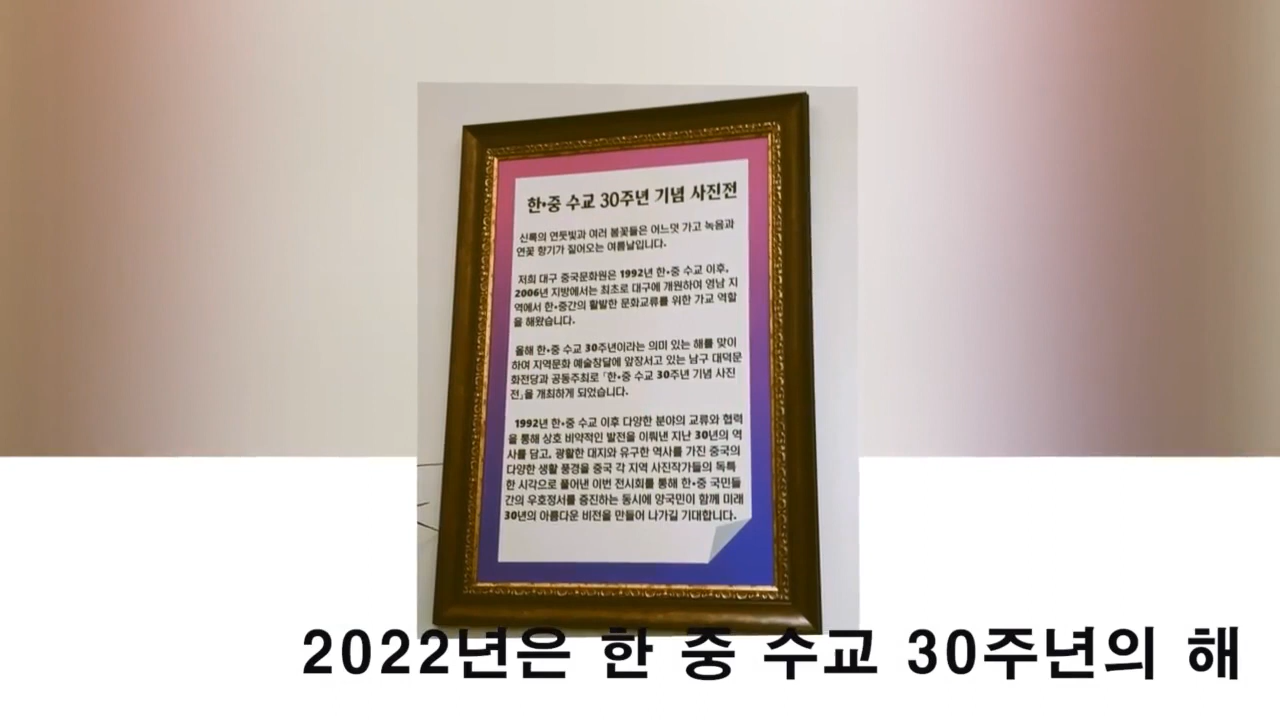 한•중 수교 30주년 기념 사진전
신록의 연둣빛과 여러 봄꽃들은 어느덧 가고 녹음과
연꽃 향기가 짙어오는 여름날입니다.
저희 대구 중국문화원은 1992년 한•중 수교 이후,
2006년 지방에서는 최초로 대구에 개원하여 영남 지
역에서 한•중간의 활발한 문화교류를 위한 가교 역할
을 해왔습니다.
올해 한•중 수교 30주년이라는 의미 있는 해를 맞이
하여 지역문화 예술창달에 앞장서고 있는 남구 대덕문
화전당과 공동주최로 「한•중 수교 30주년 기념 사진
전」을 개최하게 되었습니다.
1992년 한•중 수교 이후 다양한 분야의 교류와 협력
을 통해 상호 비약적인 발전을 이뤄낸 지난 30년의 역
사를 담고, 광활한 대지와 유구한 역사를 가진 중국의
다양한 생활 풍경을 중국 각 지역 사진작가들의 독특
한 시각으로 풀어낸 이번 전시회를 통해 한•중 국민들
간의 우호정서를 증진하는 동시에 양국민이 함께 미래
30년의 아름다운 비전을 만들어 나가길 기대합니다.
2022년은 한 중 수교 30주년의 해